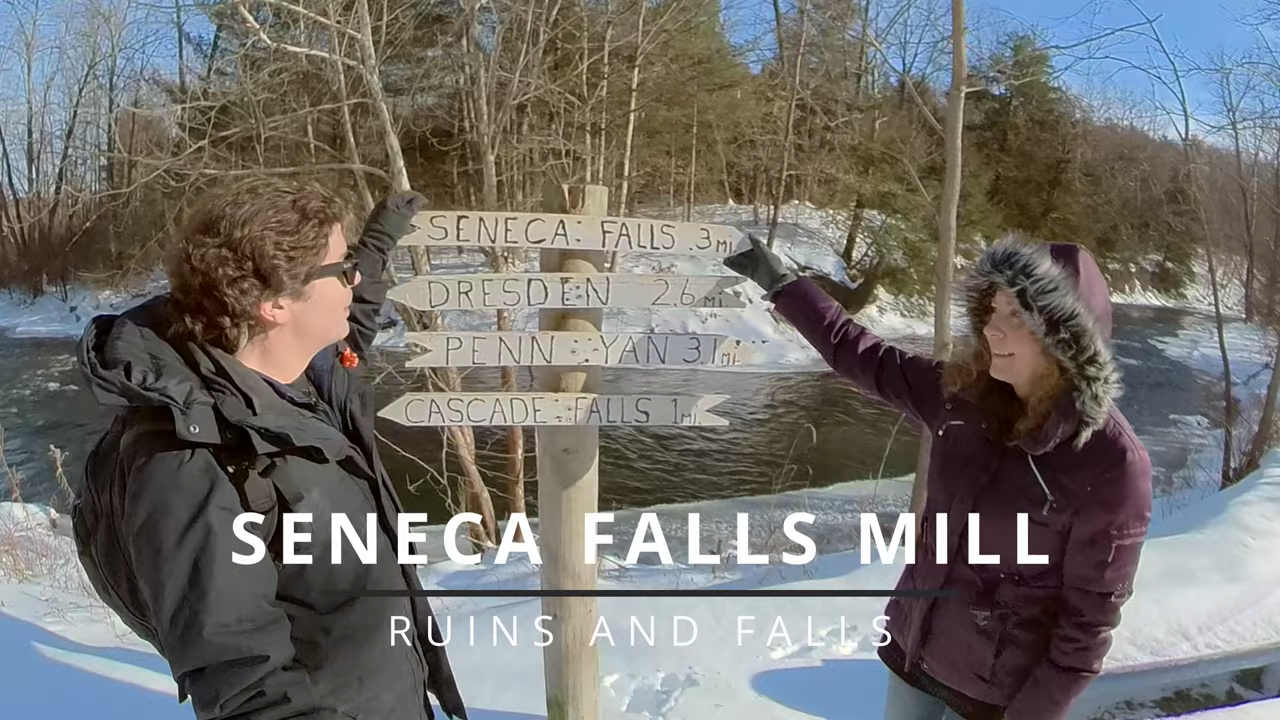 SENECA FALLS .3 MI
DRESDEN 2.6 MI
PENN YAN 3.1 MI.
CASCADE FALLS 1 MI.
SENECA FALLS MILL
RUINS AND FALLS